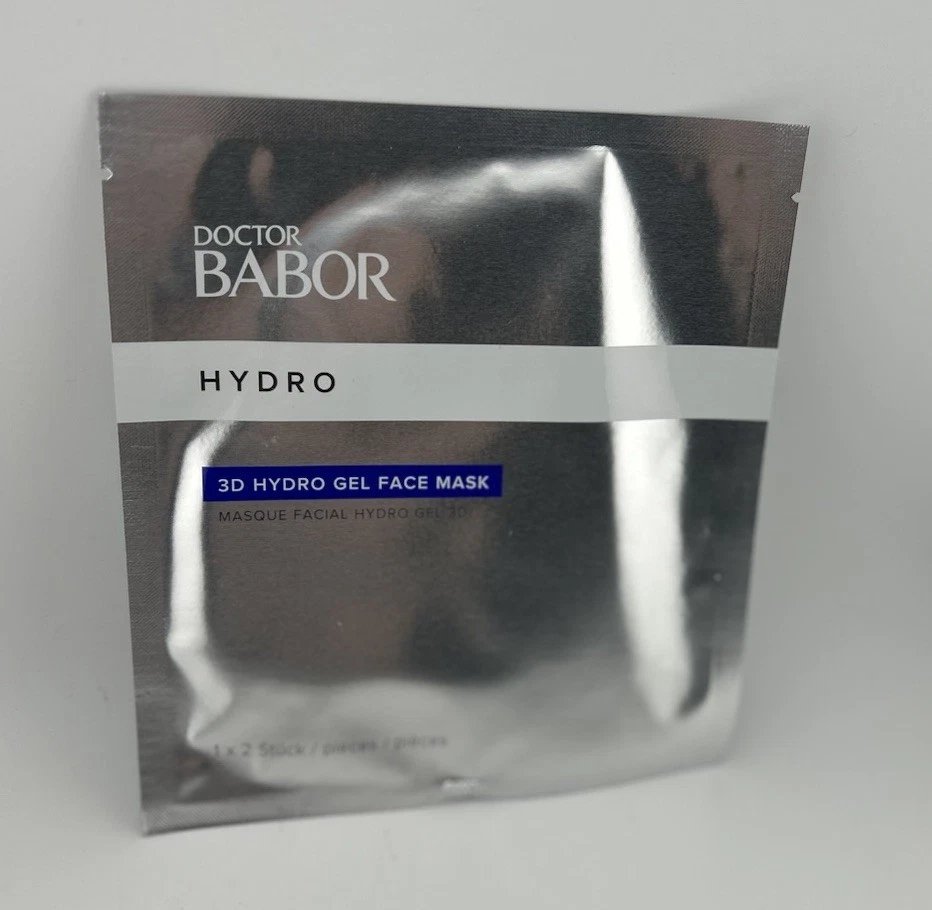 DOCTOR
BABOR
HYDRO
3D HYDRO GEL FACE MASK
MASQUE FACIAL HYDRO GEL 3D
1 x 2 Stück / pieces / pièces